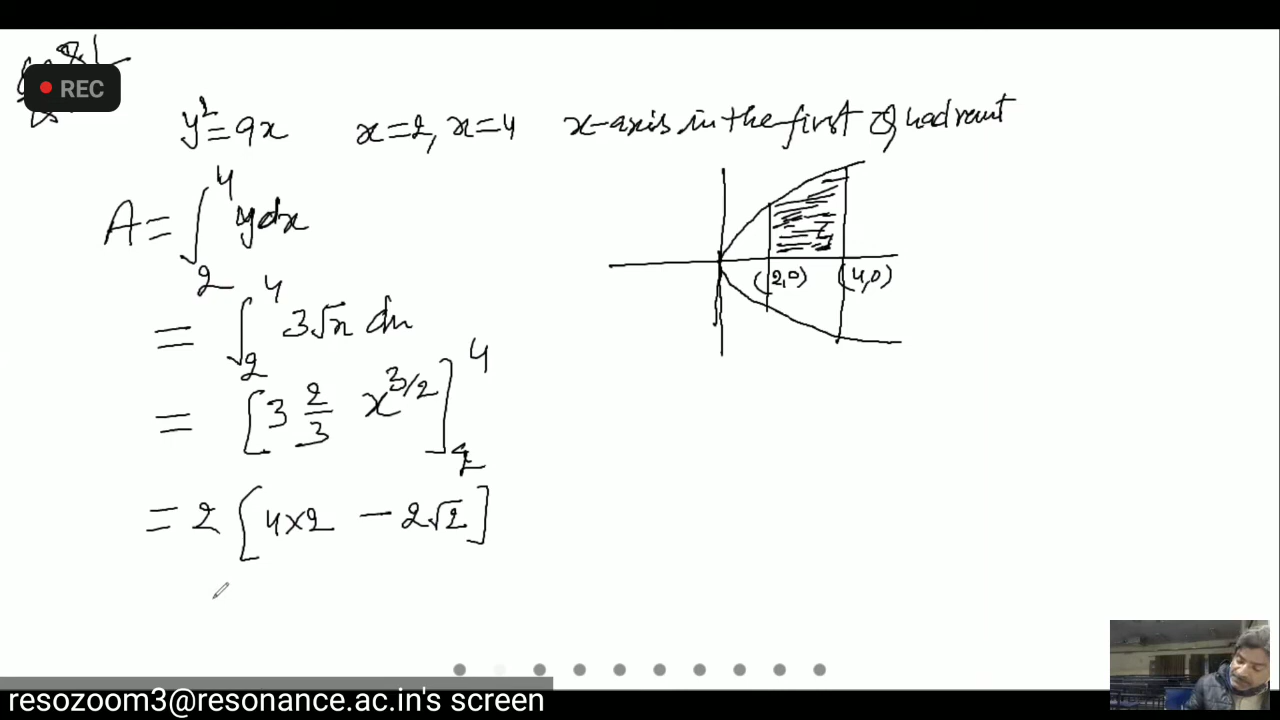 REC
y²=9x x=2, x=4 x-axis in the first Quadrant
A = ∫₂⁴ y dx
= ∫₂⁴ 3√x dx
= [3 2/3 x^3/2]₂⁴
= 2 [4×2 - 2√2]
(2,0) (4,0)
resozoom3@resonance.ac.in's screen